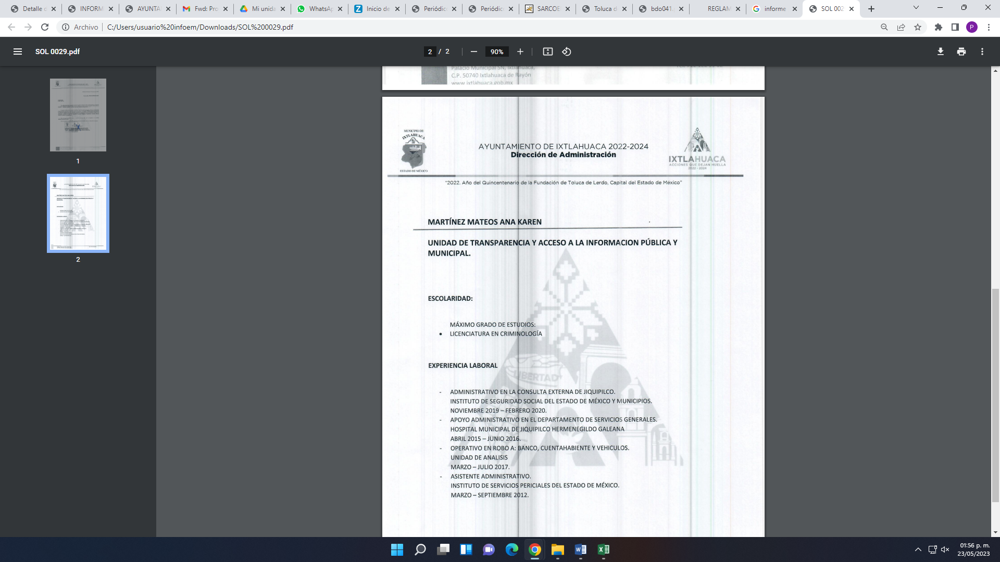 Detalle d
INFORM
AYUNTA
Fwd: Pro
Mi unida
WhatsAp
Inicio de
Periódic
Periódic
SARCOE
Toluca d
bdo041.
REGLAM
informe
SOL 002
Archivo
C:/Users/usuario%20infoem/Downloads/SOL%200029.pdf
P
SOL 0029.pdf
2 / 2
90%
1
2
Palacio Municipal SN, Ixtlahuaca,
C.P. 50740 Ixtlahuaca de Rayón
www.ixtlahuaca.gob.mx
MUNICIPIO DE
IXTLAHUACA
ESTADO DE MÉXICO
AYUNTAMIENTO DE IXTLAHUACA 2022-2024
Dirección de Administración
IXTLAHUACA
ACCIONES QUE DEJAN HUELLA
2022 - 2024
"2022. Año del Quincentenario de la Fundación de Toluca de Lerdo, Capital del Estado de México"
MARTÍNEZ MATEOS ANA KAREN
UNIDAD DE TRANSPARENCIA Y ACCESO A LA INFORMACION PÚBLICA Y
MUNICIPAL.
ESCOLARIDAD:
MÁXIMO GRADO DE ESTUDIOS:
• LICENCIATURA EN CRIMINOLOGÍA
EXPERIENCIA LABORAL
LIBERTAD
- ADMINISTRATIVO EN LA CONSULTA EXTERNA DE JIQUIPILCO.
INSTITUTO DE SEGURIDAD SOCIAL DEL ESTADO DE MÉXICO Y MUNICIPIOS.
NOVIEMBRE 2019 – FEBRERO 2020.
- APOYO ADMINISTRATIVO EN EL DEPARTAMENTO DE SERVICIOS GENERALES.
HOSPITAL MUNICIPAL DE JIQUIPILCO HERMENEGILDO GALEANA
ABRIL 2015 – JUNIO 2016.
- OPERATIVO EN ROBO A: BANCO, CUENTAHABIENTE Y VEHICULOS.
UNIDAD DE ANALISIS
MARZO – JULIO 2017.
- ASISTENTE ADMINISTRATIVO.
INSTITUTO DE SERVICIOS PERICIALES DEL ESTADO DE MÉXICO.
MARZO – SEPTIEMBRE 2012.
01:56 p. m.
23/05/2023